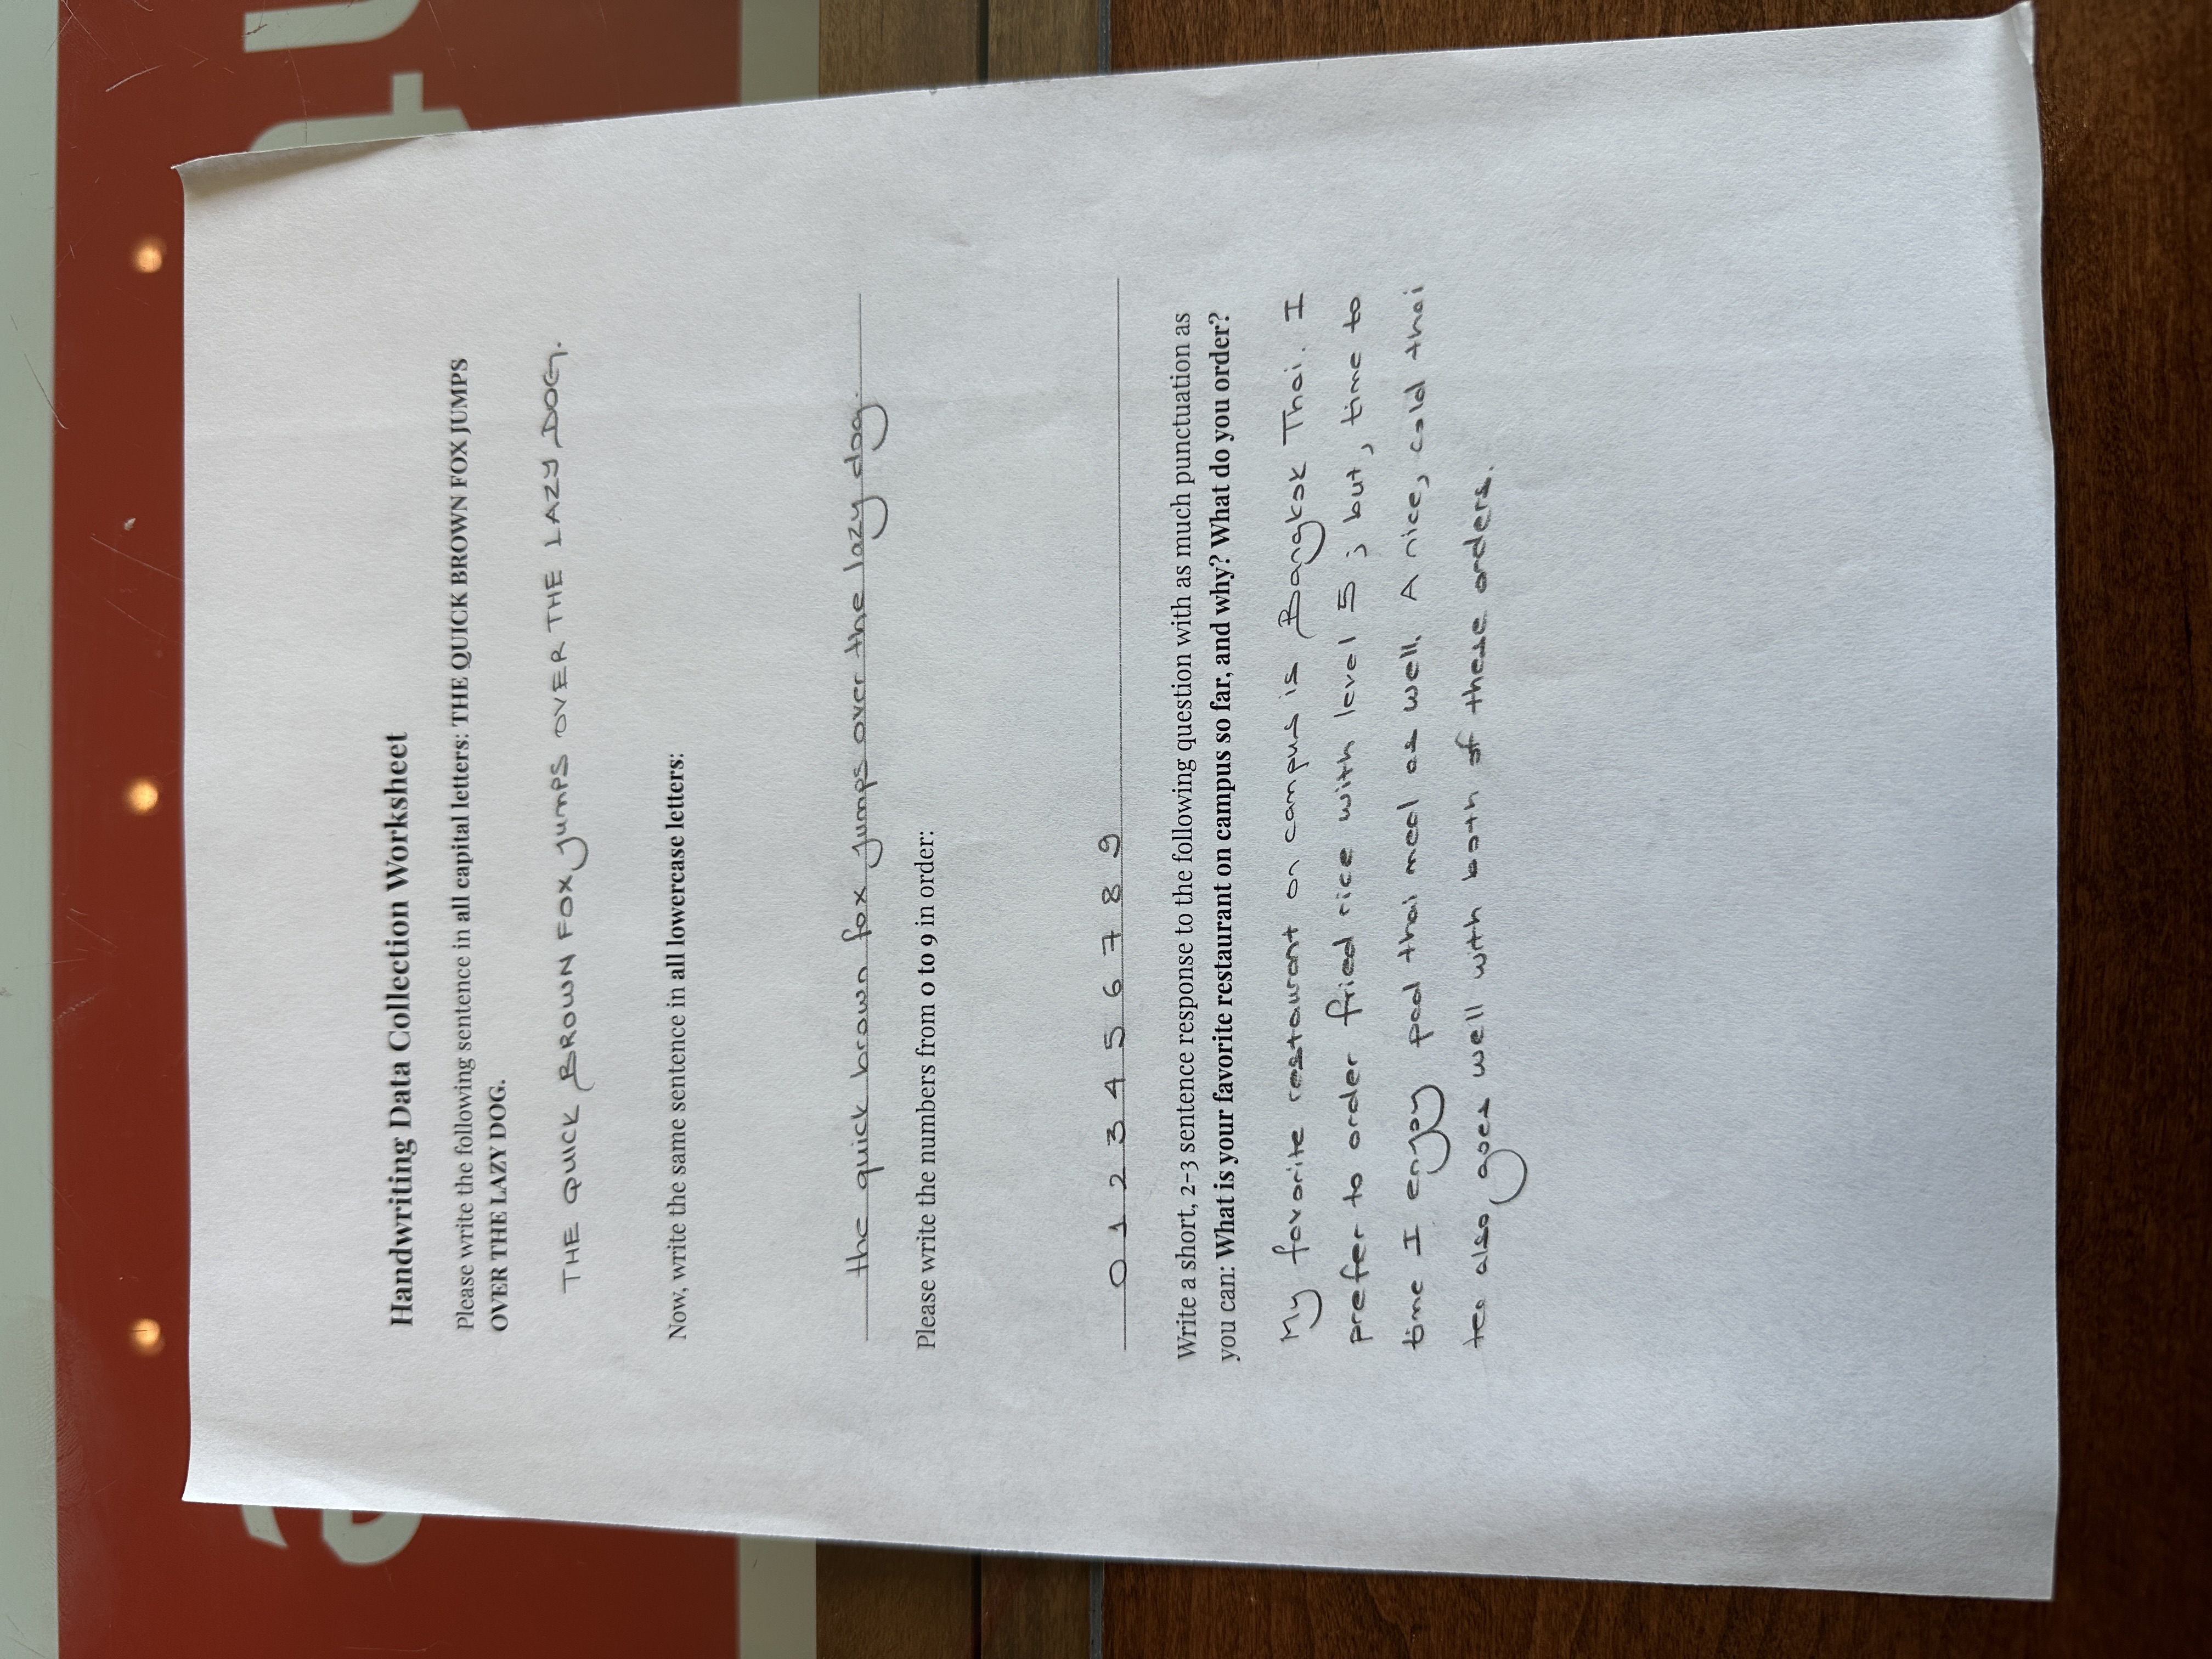 Handwriting Data Collection Worksheet
Please write the following sentence in all capital letters: THE QUICK BROWN FOX JUMPS
OVER THE LAZY DOG.
THE QUICK BROWN FOX JUMPS OVER THE LAZY DOG.
Now, write the same sentence in all lowercase letters:
the quick brown fox jumps over the lazy dog.
Please write the numbers from 0 to 9 in order:
0 1 2 3 4 5 6 7 8 9
Write a short, 2-3 sentence response to the following question with as much punctuation as
you can: What is your favorite restaurant on campus so far, and why? What do you order?
My favorite restaurant on campus is Bangkok Thai. I
prefer to order fried rice with level 5 ; but, time to
time I enjoy pad thai meal as well. A nice, cold thai
tea also goes well with both of these orders.